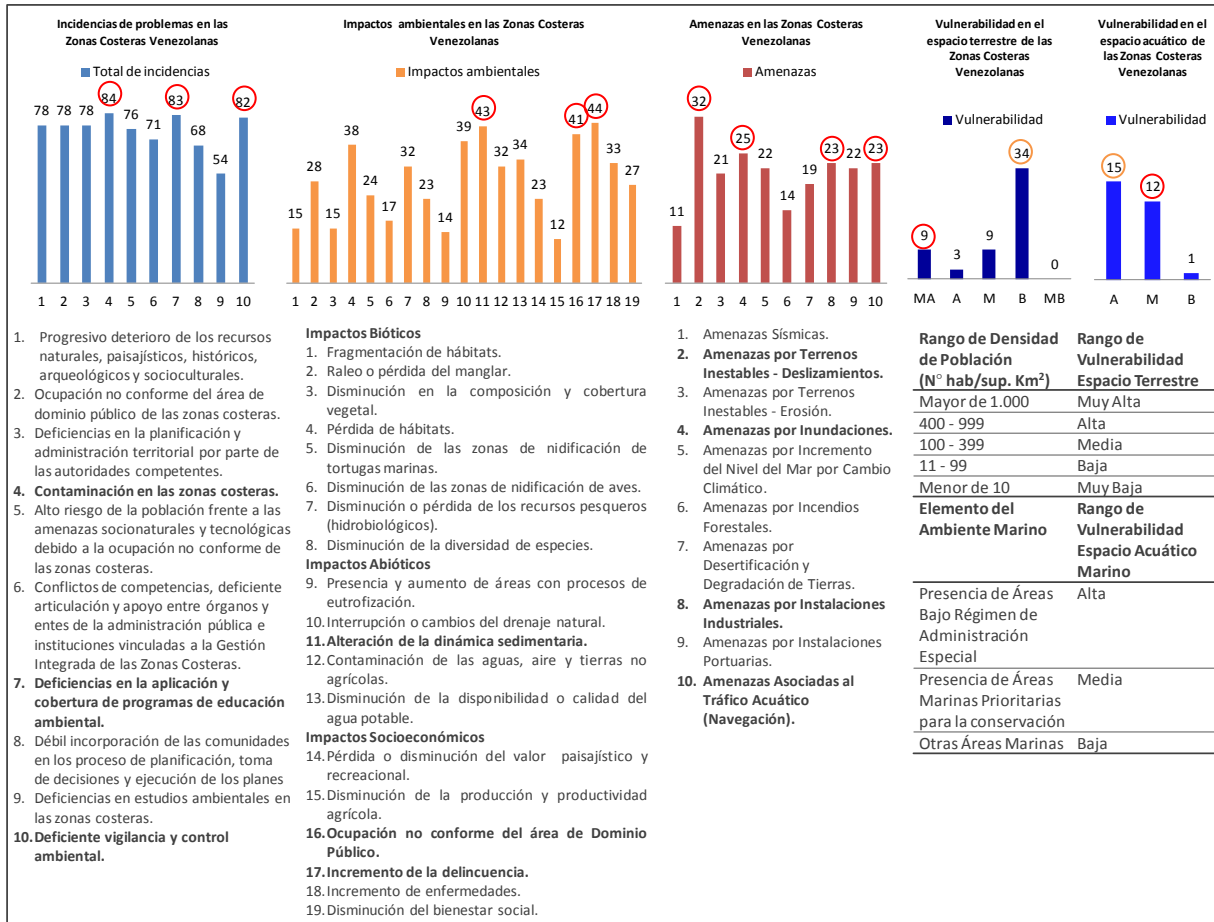 Incidencias de problemas en las
Zonas Costeras Venezolanas
Total de incidencias
78 78 78 84 76 71 83 68 54 82
1 2 3 4 5 6 7 8 9 10
1. Progresivo deterioro de los recursos
naturales, paisajísticos, históricos,
arqueológicos y socioculturales.
2. Ocupación no conforme del área de
dominio público de las zonas costeras.
3. Deficiencias en la planificación y
administración territorial por parte de
las autoridades competentes.
4. Contaminación en las zonas costeras.
5. Alto riesgo de la población frente a las
amenazas socionaturales y tecnológicas
debido a la ocupación no conforme de
las zonas costeras.
6. Conflictos de competencias, deficiente
articulación y apoyo entre órganos y
entes de la administración pública e
instituciones vinculadas a la Gestión
Integrada de las Zonas Costeras.
7. Deficiencias en la aplicación y
cobertura de programas de educación
ambiental.
8. Débil incorporación de las comunidades
en los proceso de planificación, toma
de decisiones y ejecución de los planes
9. Deficiencias en estudios ambientales en
las zonas costeras.
10. Deficiente vigilancia y control
ambiental.
Impactos ambientales en las Zonas Costeras
Venezolanas
Impactos ambientales
15 28 15 38 24 17 32 23 14 39 43 32 34 23 12 41 44 33 27
1 2 3 4 5 6 7 8 9 10 11 12 13 14 15 16 17 18 19
Impactos Bióticos
1. Fragmentación de hábitats.
2. Raleo o pérdida del manglar.
3. Disminución en la composición y cobertura
vegetal.
4. Pérdida de hábitats.
5. Disminución de las zonas de nidificación de
tortugas marinas.
6. Disminución de las zonas de nidificación de aves.
7. Disminución o pérdida de los recursos pesqueros
(hidrobiológicos).
8. Disminución de la diversidad de especies.
Impactos Abióticos
9. Presencia y aumento de áreas con procesos de
eutrofización.
10. Interrupción o cambios del drenaje natural.
11. Alteración de la dinámica sedimentaria.
12. Contaminación de las aguas, aire y tierras no
agrícolas.
13. Disminución de la disponibilidad o calidad del
agua potable.
Impactos Socioeconómicos
14. Pérdida o disminución del valor paisajístico y
recreacional.
15. Disminución de la producción y productividad
agrícola.
16. Ocupación no conforme del área de Dominio
Público.
17. Incremento de la delincuencia.
18. Incremento de enfermedades.
19. Disminución del bienestar social.
Amenazas en las Zonas Costeras
Venezolanas
Amenazas
11 32 21 25 22 14 19 23 22 23
1 2 3 4 5 6 7 8 9 10
1. Amenazas Sísmicas.
2. Amenazas por Terrenos
Inestables - Deslizamientos.
3. Amenazas por Terrenos
Inestables - Erosión.
4. Amenazas por Inundaciones.
5. Amenazas por Incremento
del Nivel del Mar por Cambio
Climático.
6. Amenazas por Incendios
Forestales.
7. Amenazas por
Desertificación y
Degradación de Tierras.
8. Amenazas por Instalaciones
Industriales.
9. Amenazas por Instalaciones
Portuarias.
10. Amenazas Asociadas al
Tráfico Acuático
(Navegación).
Vulnerabilidad en el
espacio terrestre de las
Zonas Costeras
Venezolanas
Vulnerabilidad
9 3 9 34 0
MA A M B MB
Vulnerabilidad en el
espacio acuático de
las Zonas Costeras
Venezolanas
Vulnerabilidad
15 12 1
A M B
Rango de Densidad
de Población
(N° hab/sup. Km²)
Rango de
Vulnerabilidad
Espacio Terrestre
Mayor de 1.000 Muy Alta
400 - 999 Alta
100 - 399 Media
11 - 99 Baja
Menor de 10 Muy Baja
Elemento del
Ambiente Marino
Rango de
Vulnerabilidad
Espacio Acuático
Marino
Presencia de Áreas
Bajo Régimen de
Administración
Especial
Alta
Presencia de Áreas
Marinas Prioritarias
para la conservación
Media
Otras Áreas Marinas Baja